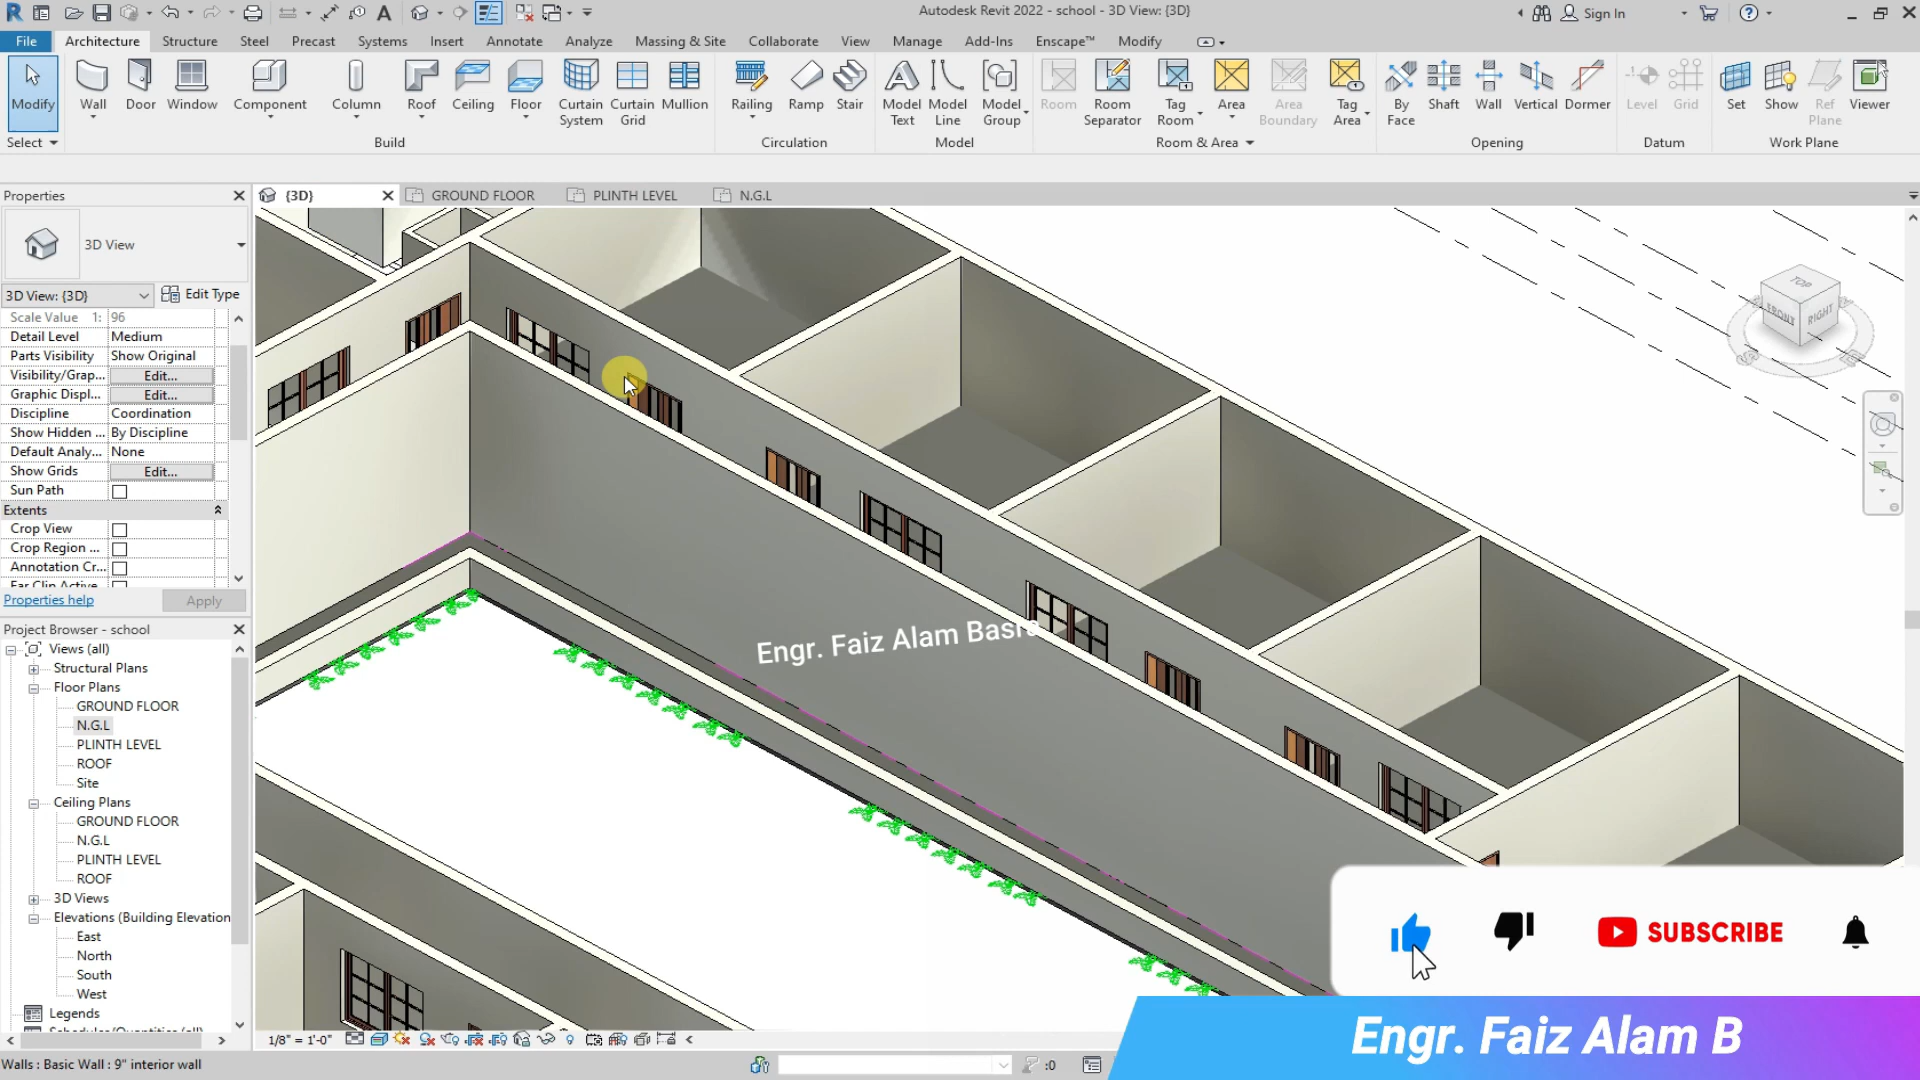 Autodesk Revit 2022 - school - 3D View: {3D}
Sign In
File Architecture Structure Steel Precast Systems Insert Annotate Analyze Massing & Site Collaborate View Manage Add-Ins Enscape™ Modify
Modify
Wall
Door
Window
Component
Column
Roof
Ceiling
Floor
Curtain System
Curtain Grid
Mullion
Railing
Ramp
Stair
Model Text
Model Line
Model Group
Room
Room Separator
Tag Room
Area
Area Boundary
Tag Area
By Face
Shaft
Wall
Vertical
Dormer
Level
Grid
Set
Show
Ref Plane
Viewer
Select Build Circulation Model Room & Area Opening Datum Work Plane
Properties
{3D} GROUND FLOOR PLINTH LEVEL N.G.L
3D View
3D View: {3D} Edit Type
Scale Value 1: 96
Detail Level Medium
Parts Visibility Show Original
Visibility/Grap... Edit...
Graphic Displ... Edit...
Discipline Coordination
Show Hidden ... By Discipline
Default Analy... None
Show Grids Edit...
Sun Path
Extents
Crop View
Crop Region ...
Annotation Cr...
Far Clip Active
Properties help Apply
Project Browser - school
Views (all)
Structural Plans
Floor Plans
GROUND FLOOR
N.G.L
PLINTH LEVEL
ROOF
Site
Ceiling Plans
GROUND FLOOR
N.G.L
PLINTH LEVEL
ROOF
3D Views
Elevations (Building Elevation
East
North
South
West
Legends
Schedules/Quantities (all)
TOP
FRONT
RIGHT
Engr. Faiz Alam Basra
SUBSCRIBE
Engr. Faiz Alam B
1/8" = 1'-0"
Walls : Basic Wall : 9" interior wall
:0